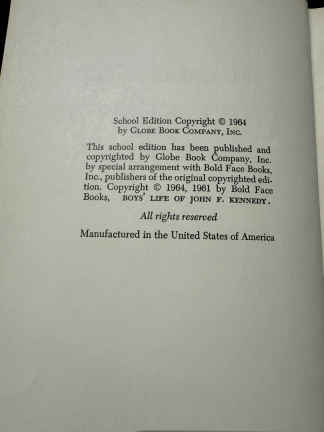 School Edition Copyright © 1964
by GLOBE BOOK COMPANY, INC.
This school edition has been published and
copyrighted by Globe Book Company, Inc.
by special arrangement with Bold Face Books,
Inc., publishers of the original copyrighted edi-
tion. Copyright © 1964, 1961 by Bold Face
Books, BOYS' LIFE OF JOHN F. KENNEDY.
All rights reserved
Manufactured in the United States of America